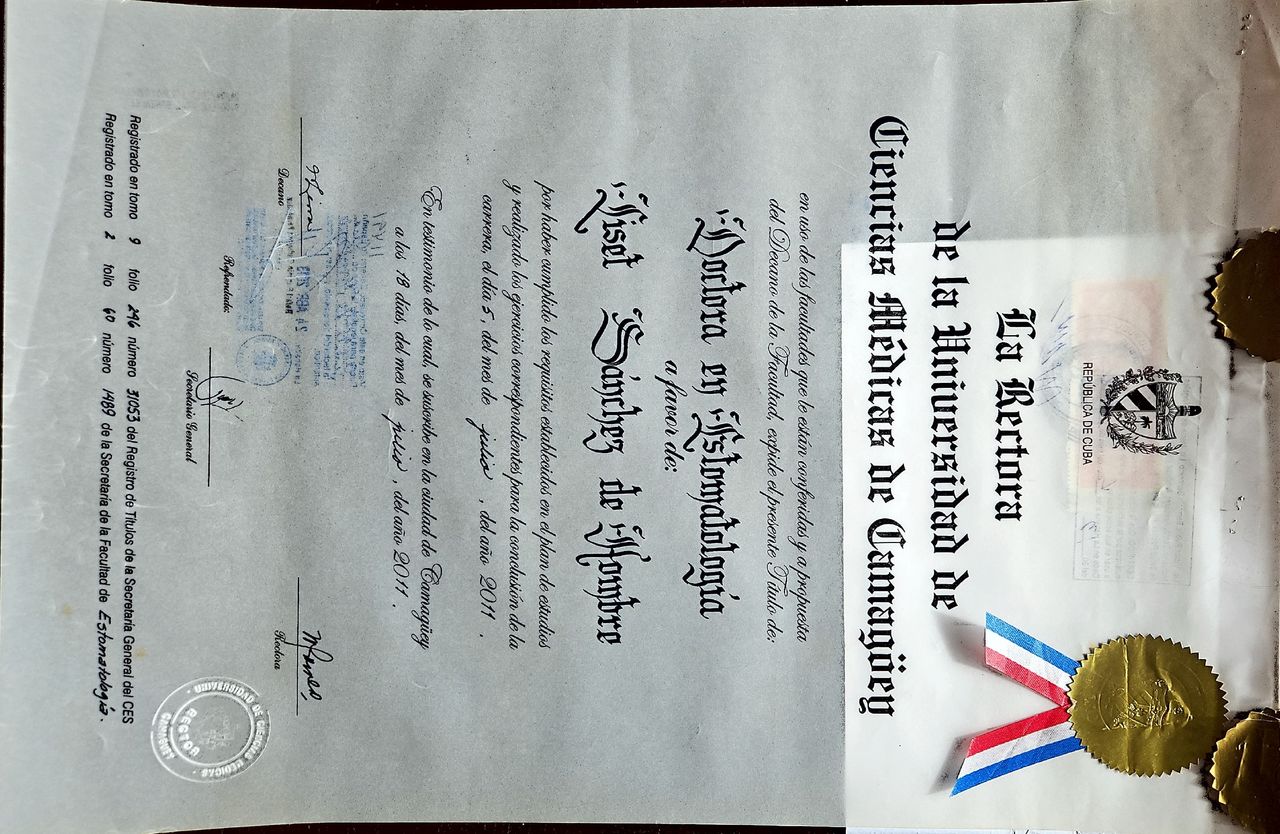 REPÚBLICA DE CUBA
La Rectora
de la Universidad de
Ciencias Médicas de Camagüey
en uso de las facultades que le están conferidas y a propuesta
del Decano de la Facultad, expide el presente Título de:
Doctora en Estomatología
a favor de:
Liset Sánchez de Hombre
por haber cumplido los requisitos establecidos en el plan de estudios
y realizado los ejercicios correspondientes para la conclusión de la
carrera, el día 5, del mes de julio, del año 2011.
En testimonio de lo cual, se suscribe en la ciudad de Camagüey
a los 18 días, del mes de julio, del año 2011.
Decano
Rectora
Refrendado:
Secretario General
Registrado en tomo 9 folio 296 número 31053 del Registro de Títulos de la Secretaría General del CES
Registrado en tomo 2 folio 60 número 1489 de la Secretaría de la Facultad de Estomatología.
UNIVERSIDAD DE CIENCIAS MEDICAS
RECTOR
CAMAGUEY